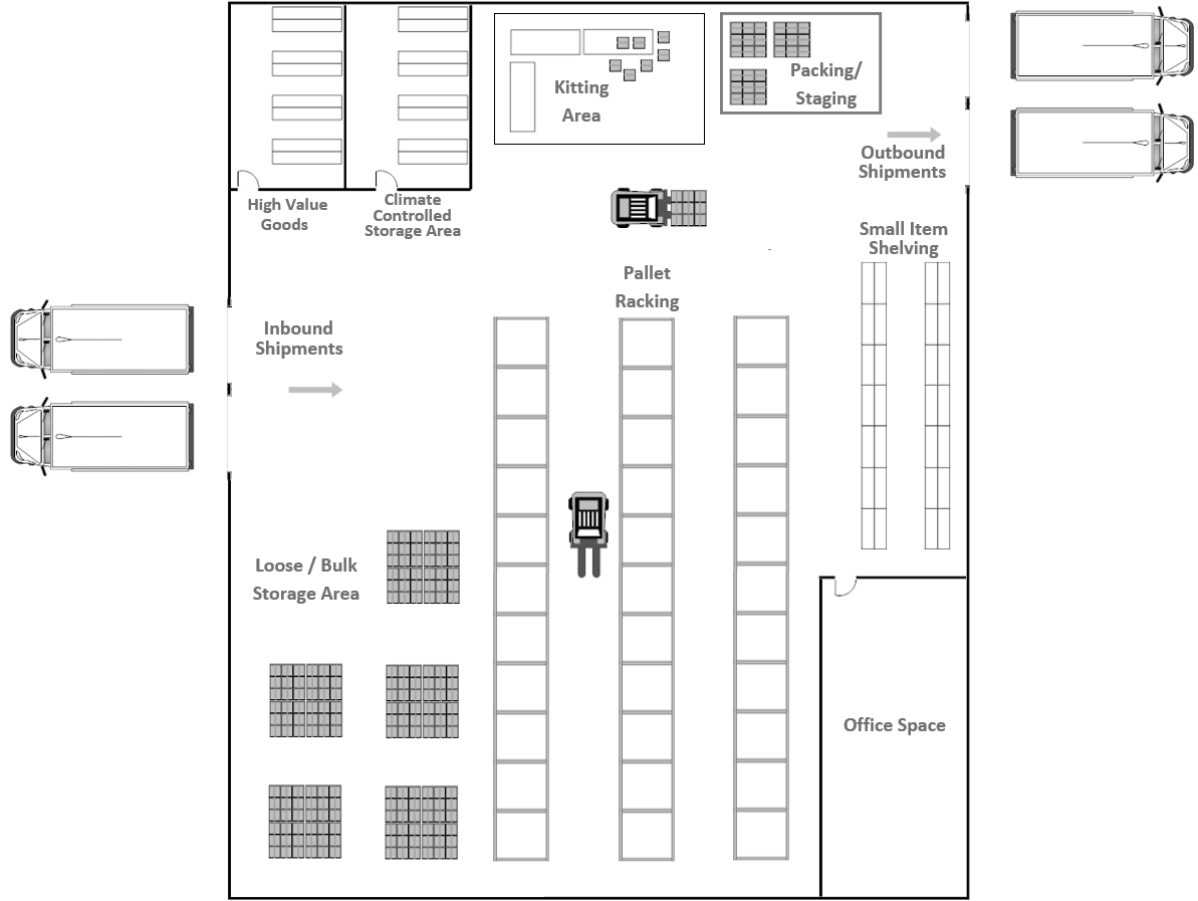 Kitting
Area
Packing/
Staging
Outbound
Shipments
High Value
Goods
Climate
Controlled
Storage Area
Small Item
Shelving
Pallet
Racking
Inbound
Shipments
Loose / Bulk
Storage Area
Office Space